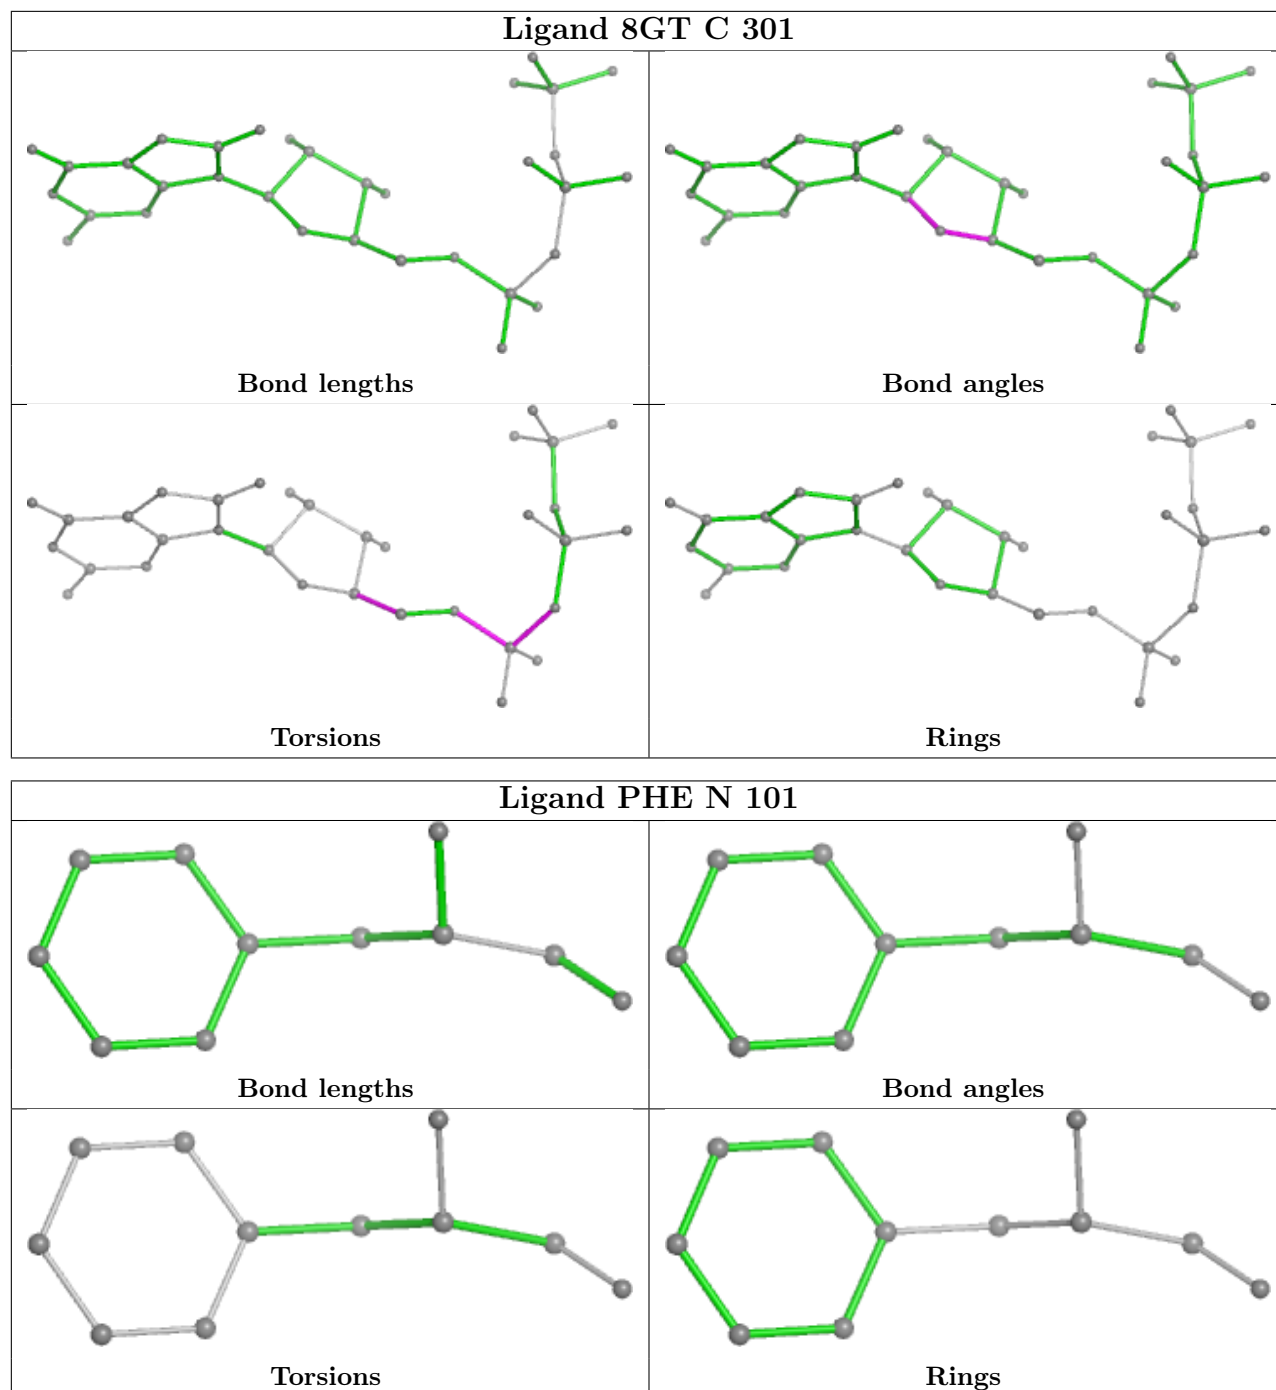 Ligand 8GT C 301
Bond lengths
Bond angles
Torsions
Rings
Ligand PHE N 101
Bond lengths
Bond angles
Torsions
Rings